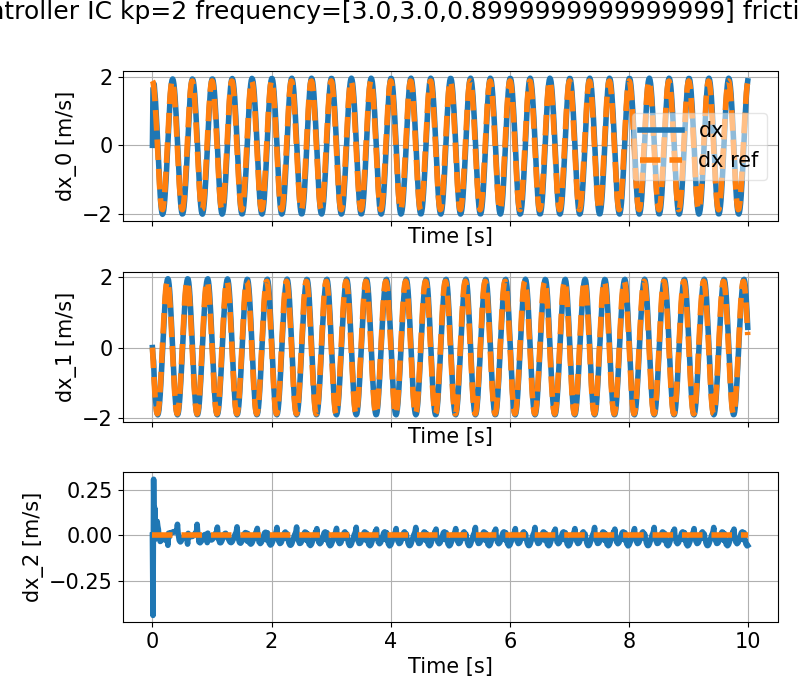 ntroller IC kp=2 frequency=[3.0,3.0,0.8999999999999999] fricti
2
0
−2
dx_0 [m/s]
dx
dx ref
Time [s]
2
0
−2
dx_1 [m/s]
Time [s]
0.25
0.00
−0.25
dx_2 [m/s]
0 2 4 6 8 10
Time [s]